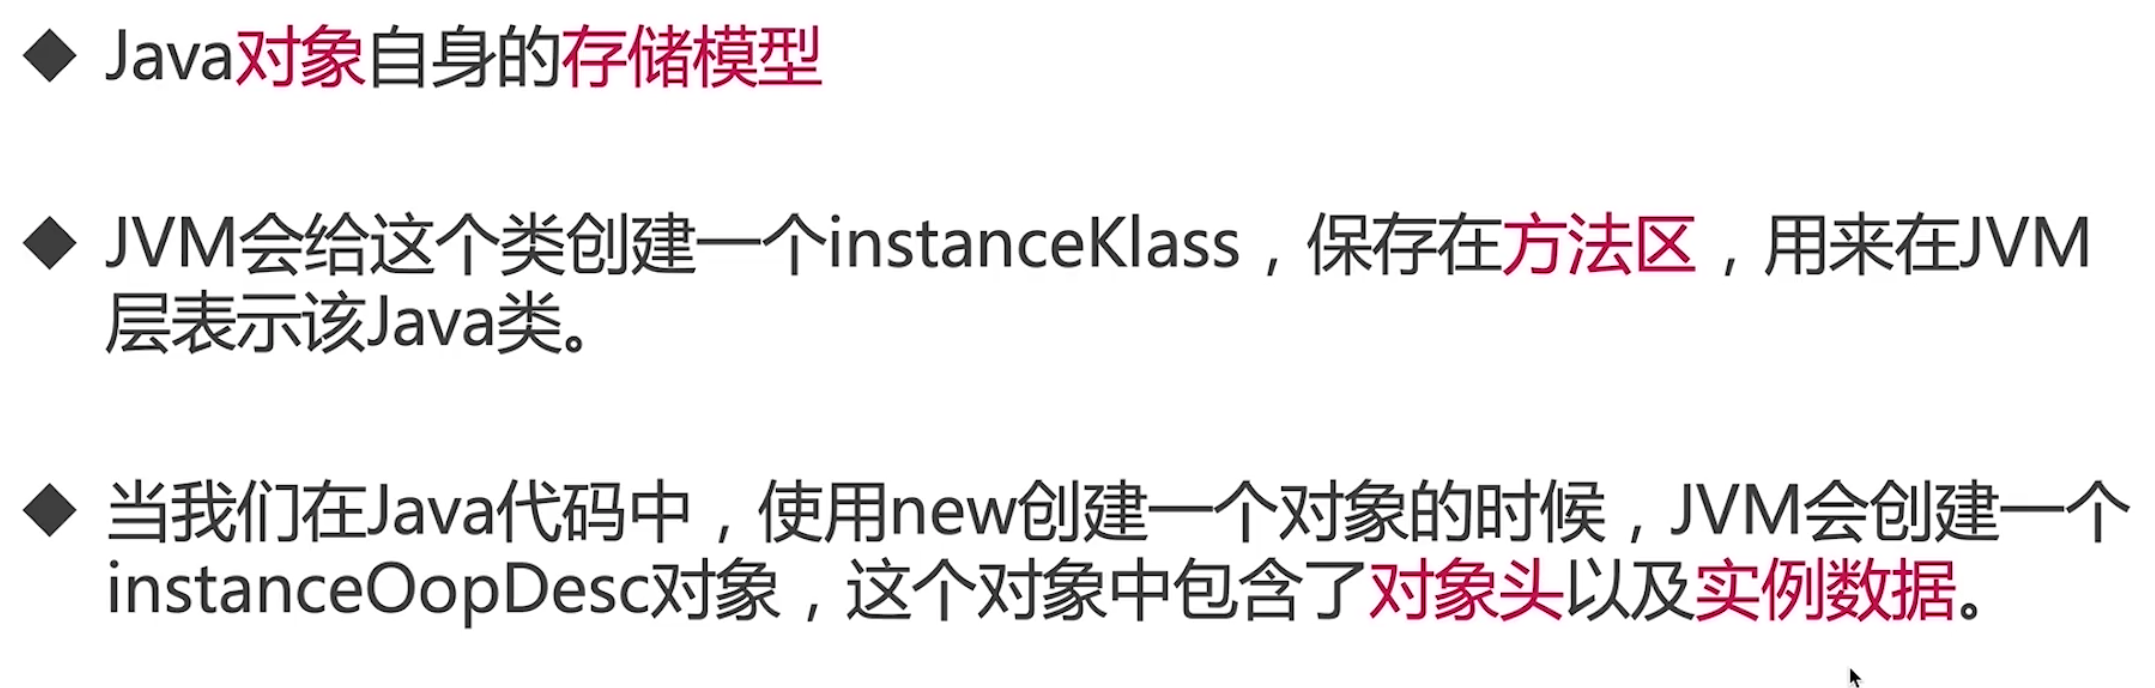 ◆ Java对象自身的存储模型
◆ JVM会给这个类创建一个instanceKlass，保存在方法区，用来在JVM
层表示该Java类。
◆ 当我们在Java代码中，使用new创建一个对象的时候，JVM会创建一个
instanceOopDesc对象，这个对象中包含了对象头以及实例数据。